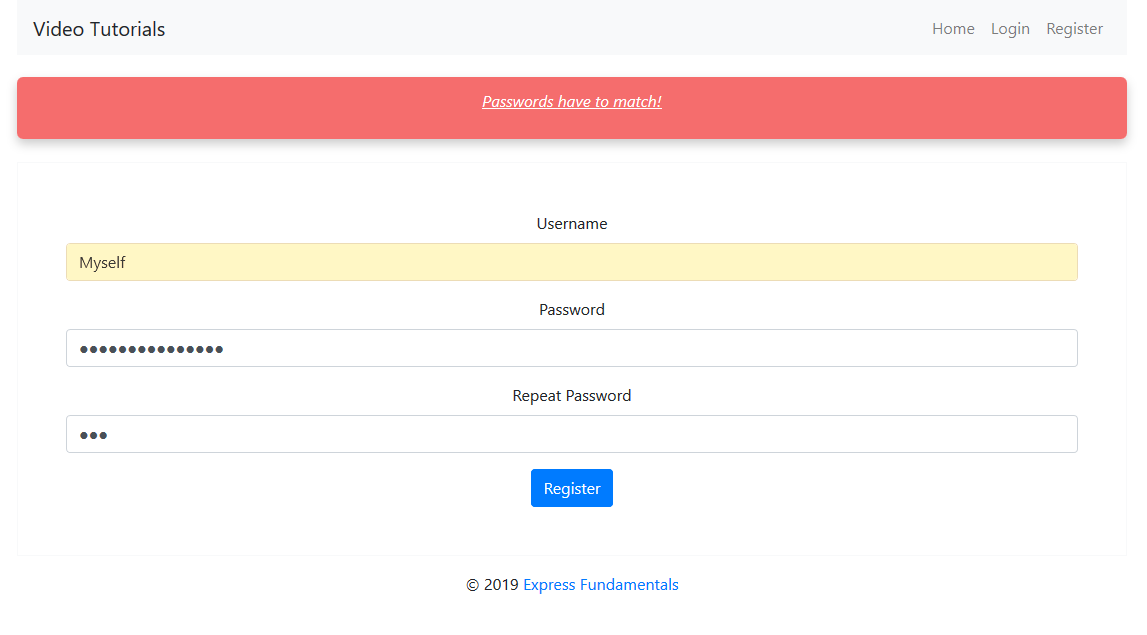 Video Tutorials Home Login Register
Passwords have to match!
Username
Myself
Password
●●●●●●●●●●●●●●●
Repeat Password
●●●
Register
© 2019 Express Fundamentals